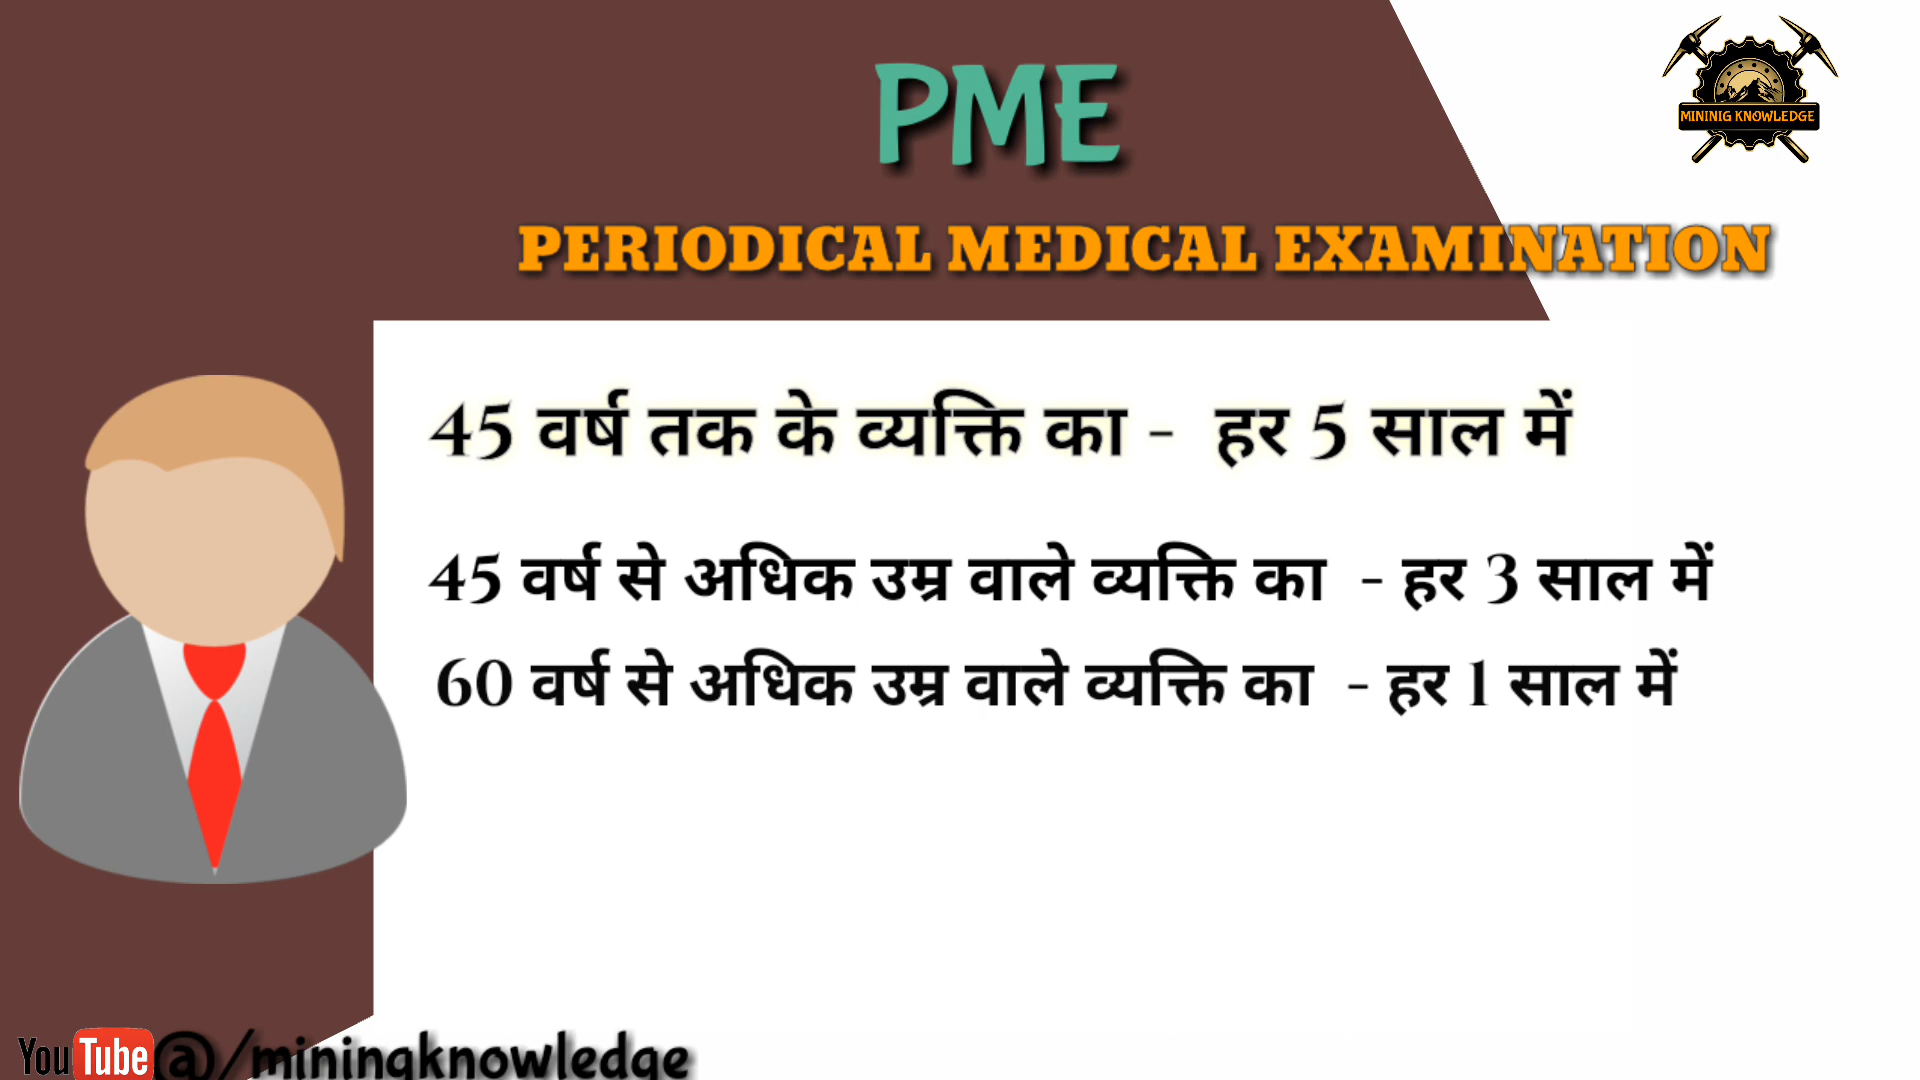 PME
MININIG KNOWLEDGE
PERIODICAL MEDICAL EXAMINATION
45 वर्ष तक के व्यक्ति का - हर 5 साल में
45 वर्ष से अधिक उम्र वाले व्यक्ति का - हर 3 साल में
60 वर्ष से अधिक उम्र वाले व्यक्ति का - हर 1 साल में
YouTube @/miningknowledge